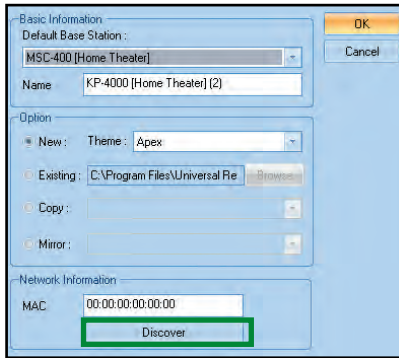 Basic Information
Default Base Station :
MSC-400 [Home Theater]
Name KP-4000 [Home Theater] (2)
OK
Cancel
Option
New : Theme : Apex
Existing : C:\Program Files\Universal Re Browse
Copy :
Mirror :
Network Information
MAC 00:00:00:00:00:00
Discover